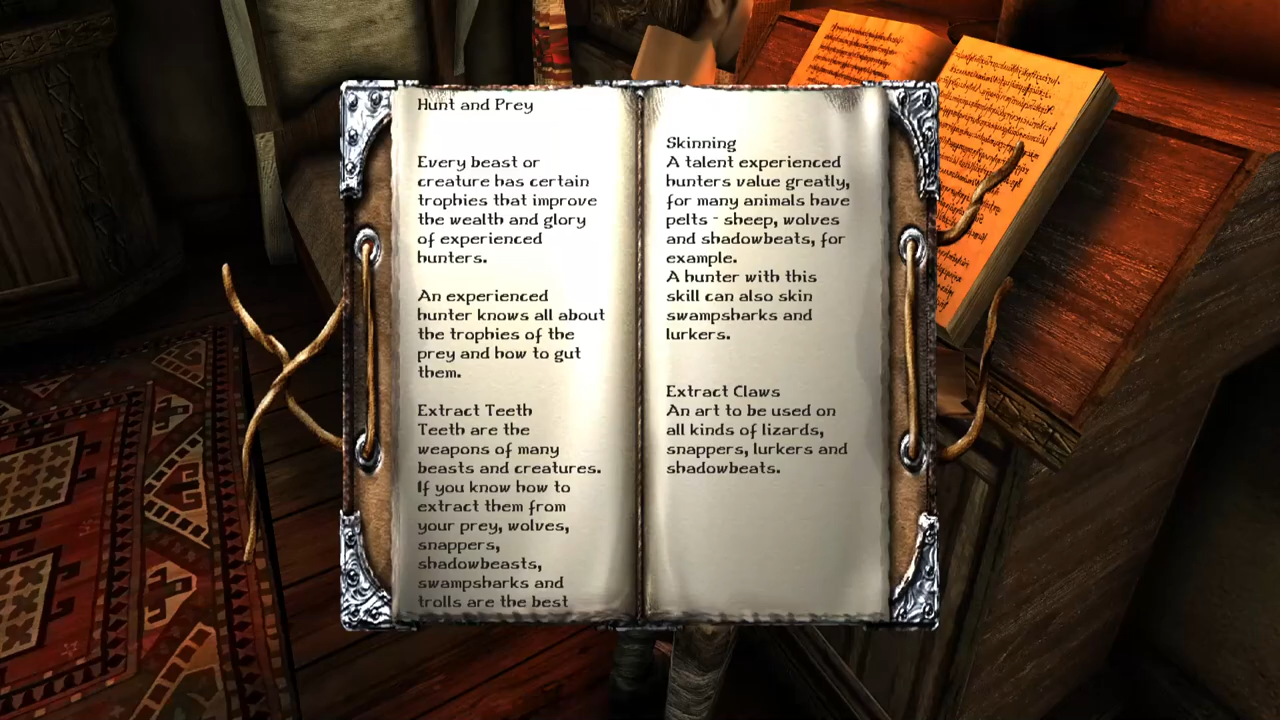 Hunt and Prey
Every beast or
creature has certain
trophies that improve
the wealth and glory
of experienced
hunters.
An experienced
hunter knows all about
the trophies of the
prey and how to gut
them.
Extract Teeth
Teeth are the
weapons of many
beasts and creatures.
If you know how to
extract them from
your prey, wolves,
snappers,
shadowbeasts,
swampsharks and
trolls are the best
Skinning
A talent experienced
hunters value greatly,
for many animals have
pelts - sheep, wolves
and shadowbeats, for
example.
A hunter with this
skill can also skin
swampsharks and
lurkers.
Extract Claws
An art to be used on
all kinds of lizards,
snappers, lurkers and
shadowbeats.